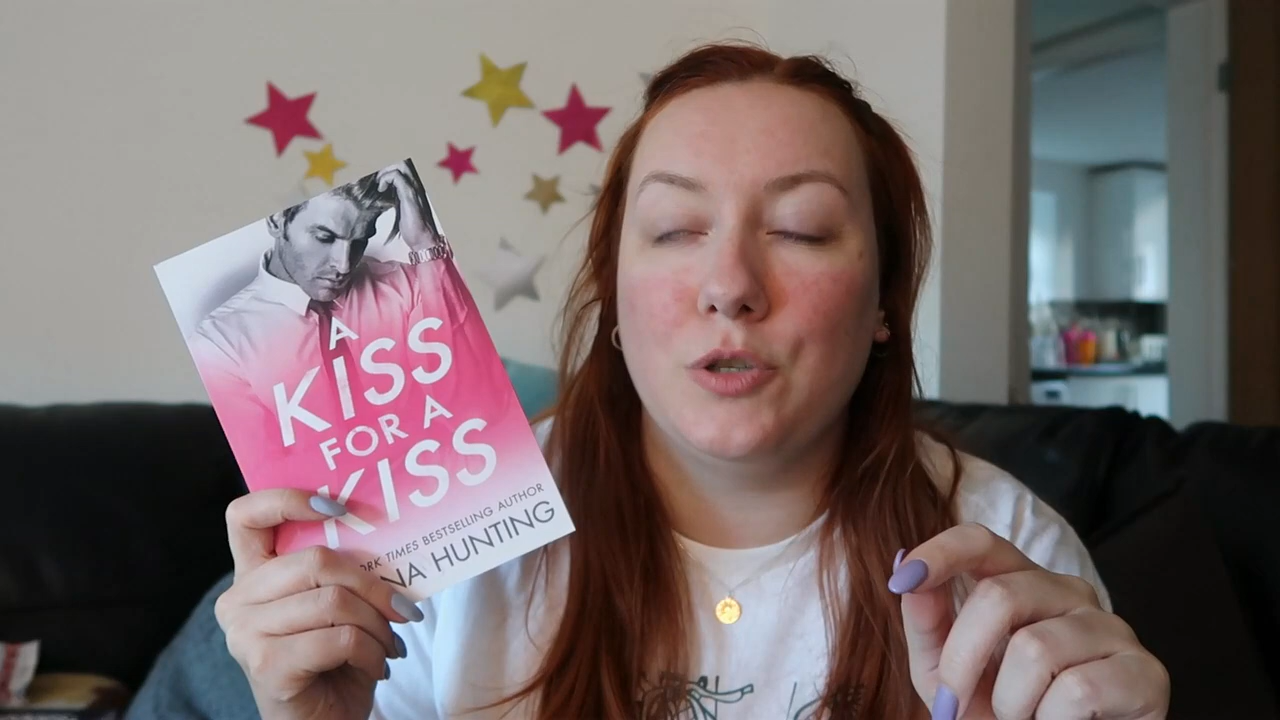 A
KISS
FOR A
KISS
TIMES BESTSELLING AUTHOR
HUNTING